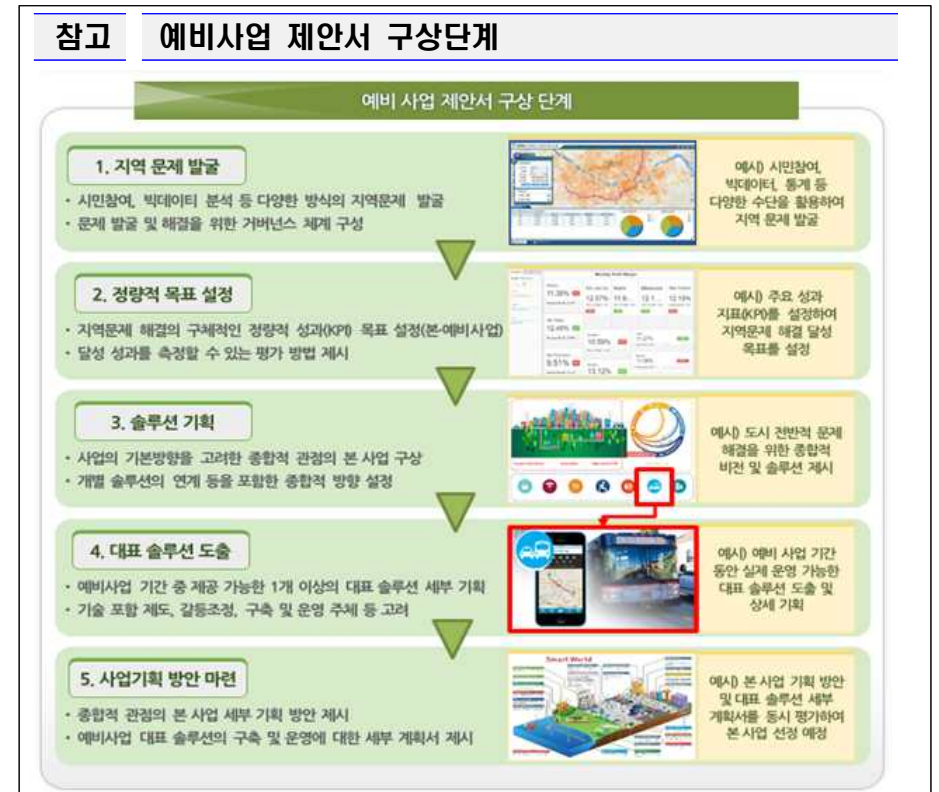 참고 예비사업 제안서 구상단계
예비 사업 제안서 구상 단계
1. 지역 문제 발굴
• 시민참여, 빅데이터 분석 등 다양한 방식의 지역문제 발굴
• 문제 발굴 및 해결을 위한 거버넌스 체계 구성
예시) 시민참여,
빅데이터, 통계 등
다양한 수단을 활용하여
지역 문제 발굴
2. 정량적 목표 설정
• 지역문제 해결의 구체적인 정량적 성과(KPI) 목표 설정(본·예비사업)
• 달성 성과를 측정할 수 있는 평가 방법 제시
11.38%
12.57%
12.19%
12.48%
10.59%
9.51%
13.12%
예시) 주요 성과
지표(KPI)를 설정하여
지역문제 해결 달성
목표를 설정
3. 솔루션 기획
• 사업의 기본방향을 고려한 종합적 관점의 본 사업 구상
• 개별 솔루션의 연계 등을 포함한 종합적 방향 설정
예시) 도시 전반적 문제
해결을 위한 종합적
비전 및 솔루션 제시
4. 대표 솔루션 도출
• 예비사업 기간 중 제공 가능한 1개 이상의 대표 솔루션 세부 기획
• 기술 포함 제도, 갈등조정, 구축 및 운영 주체 등 고려
예시) 예비 사업 기간
동안 실제 운영 가능한
대표 솔루션 도출 및
상세 기획
5. 사업기획 방안 마련
• 종합적 관점의 본 사업 세부 기획 방안 제시
• 예비사업 대표 솔루션의 구축 및 운영에 대한 세부 계획서 제시
Smart World
예시) 본 사업 기획 방안
및 대표 솔루션 세부
계획서를 동시 평가하여
본 사업 선정 예정